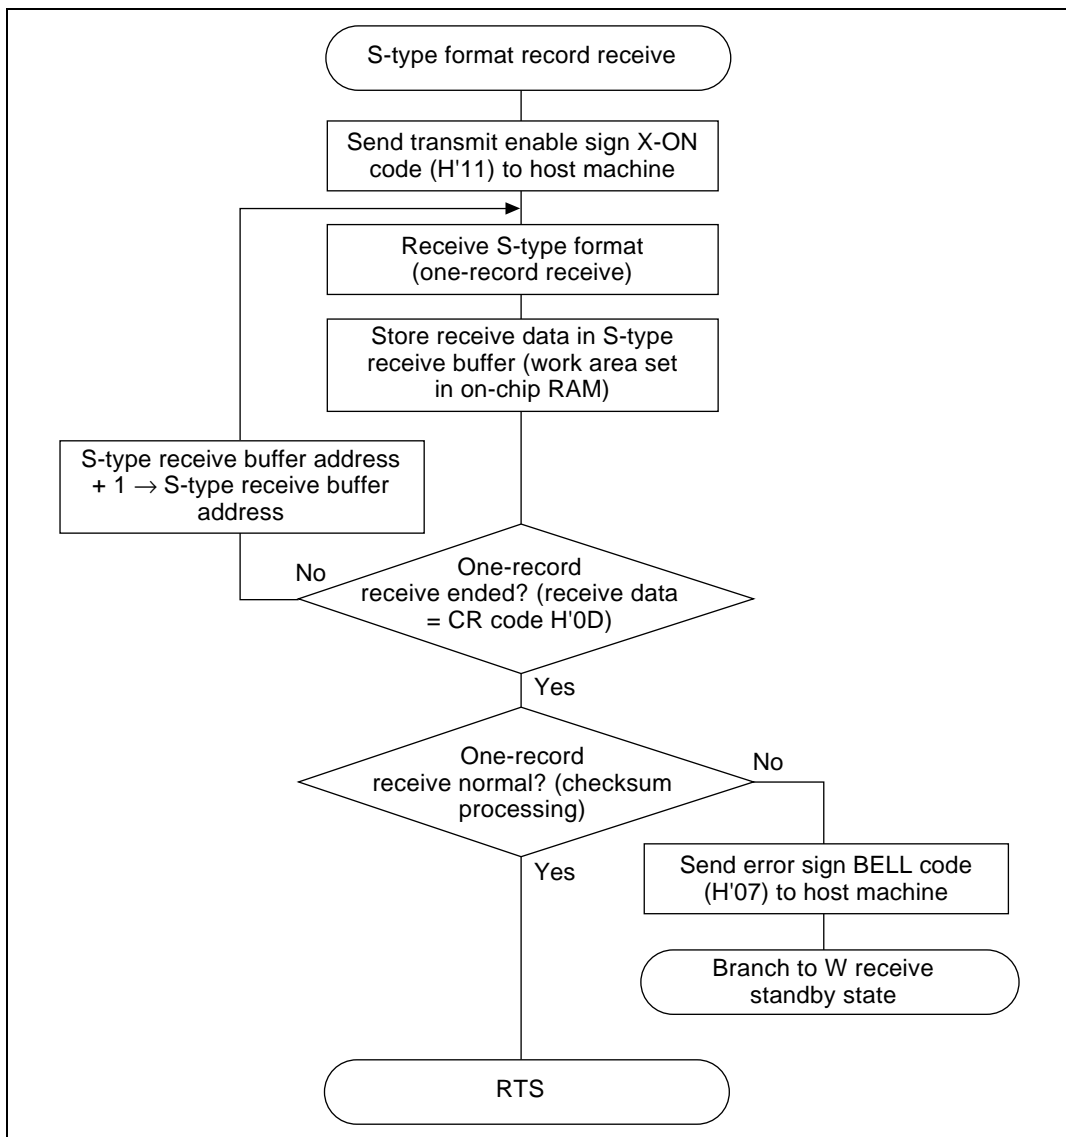 S-type format record receive
Send transmit enable sign X-ON
code (H'11) to host machine
Receive S-type format
(one-record receive)
Store receive data in S-type
receive buffer (work area set
in on-chip RAM)
S-type receive buffer address
+ 1 → S-type receive buffer
address
No
One-record
receive ended? (receive data
= CR code H'0D)
Yes
One-record
receive normal? (checksum
processing)
No
Yes
Send error sign BELL code
(H'07) to host machine
Branch to W receive
standby state
RTS